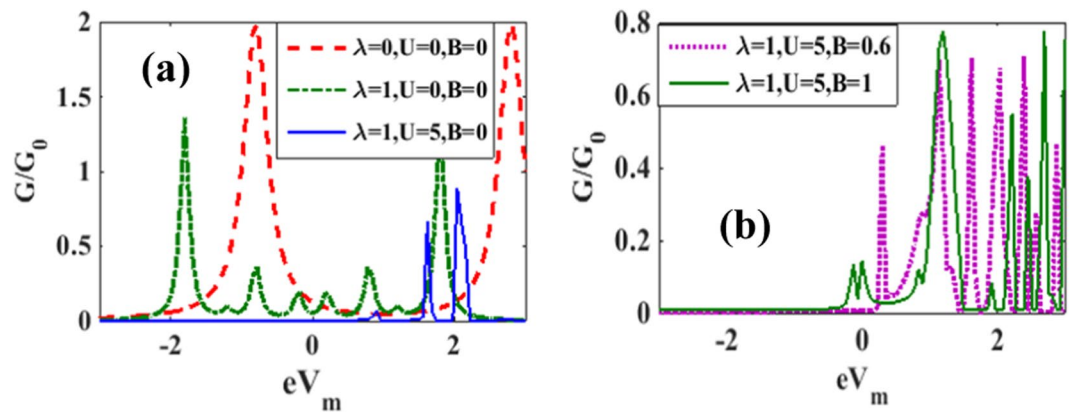 (a)
2
1.5
1
0.5
0
G/G0
λ=0,U=0,B=0
λ=1,U=0,B=0
λ=1,U=5,B=0
-2 0 2
eVm
(b)
0.8
0.6
0.4
0.2
0
G/G0
λ=1,U=5,B=0.6
λ=1,U=5,B=1
-2 0 2
eVm